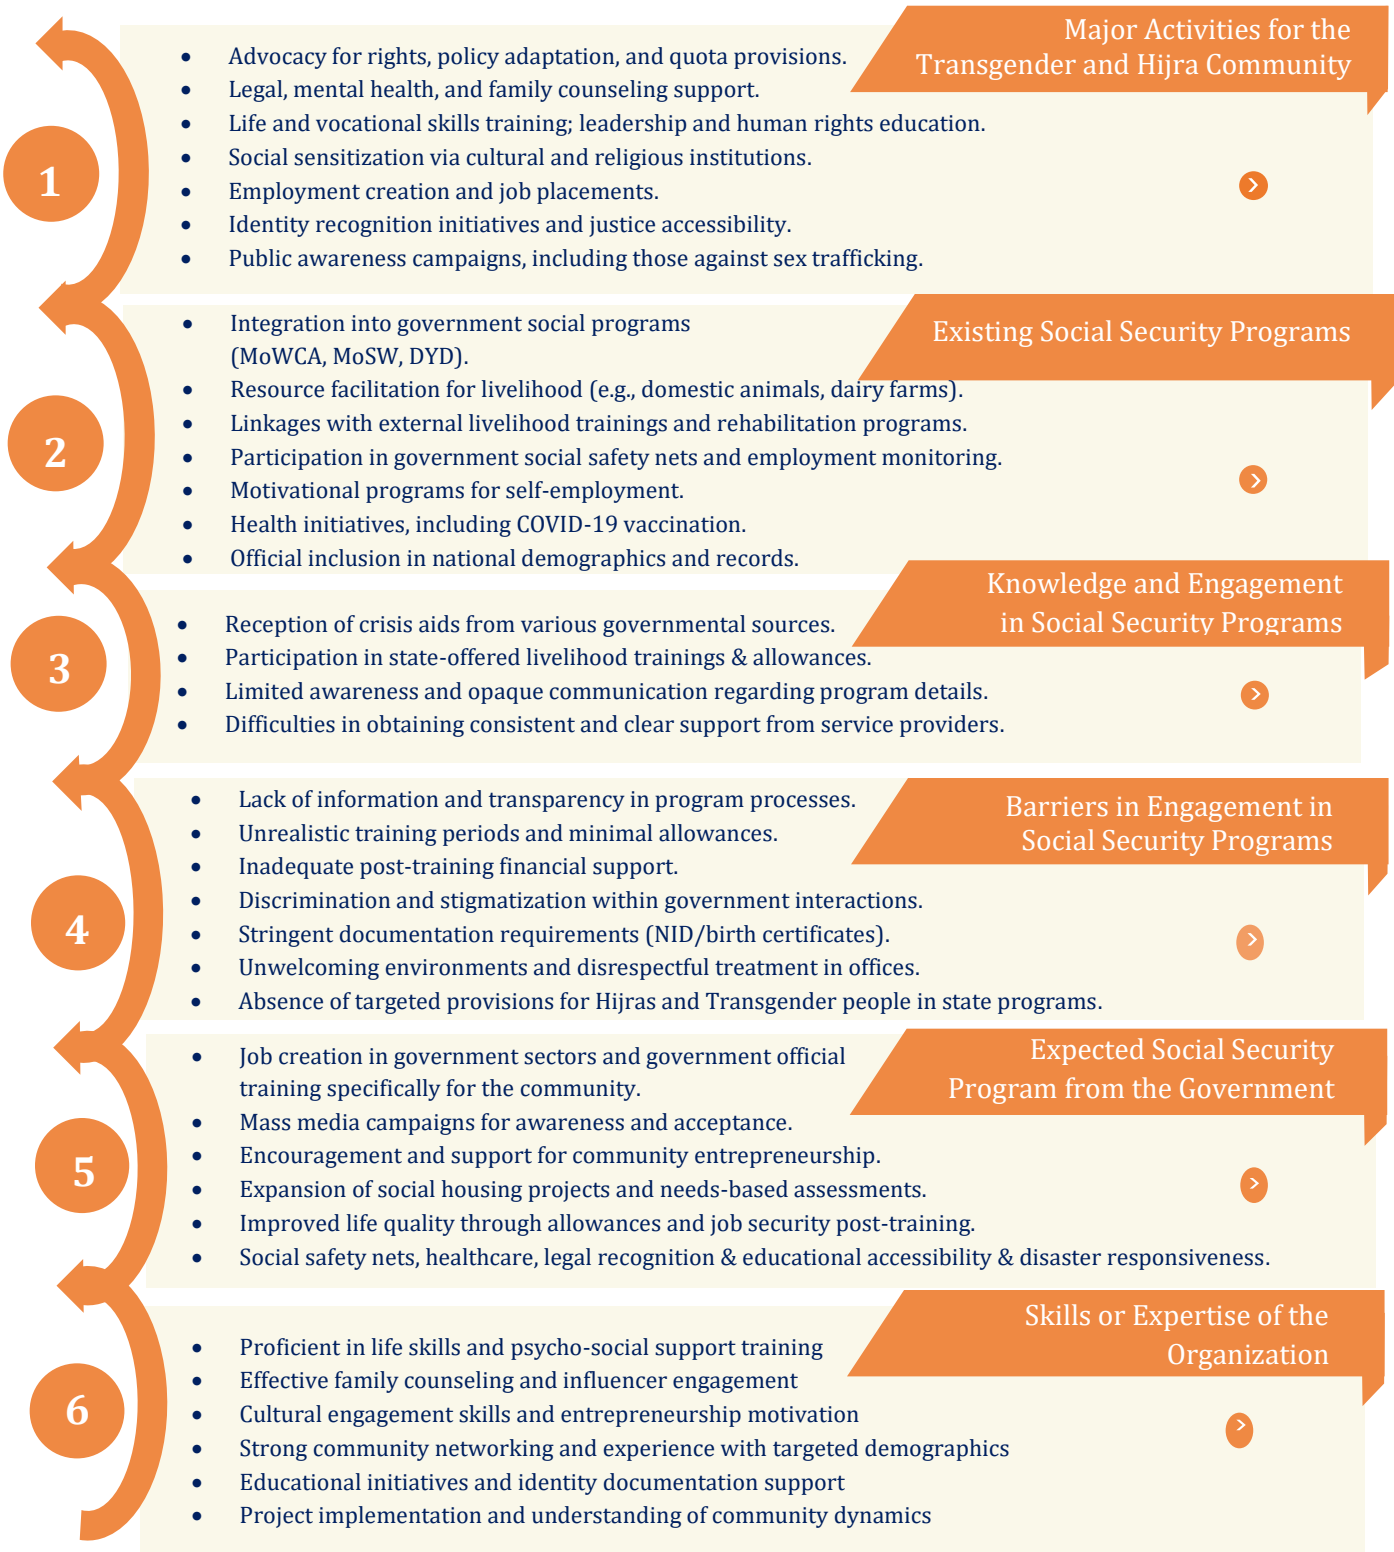 Major Activities for the
Transgender and Hijra Community
1
• Advocacy for rights, policy adaptation, and quota provisions.
• Legal, mental health, and family counseling support.
• Life and vocational skills training; leadership and human rights education.
• Social sensitization via cultural and religious institutions.
• Employment creation and job placements.
• Identity recognition initiatives and justice accessibility.
• Public awareness campaigns, including those against sex trafficking.
Existing Social Security Programs
2
• Integration into government social programs
(MoWCA, MoSW, DYD).
• Resource facilitation for livelihood (e.g., domestic animals, dairy farms).
• Linkages with external livelihood trainings and rehabilitation programs.
• Participation in government social safety nets and employment monitoring.
• Motivational programs for self-employment.
• Health initiatives, including COVID-19 vaccination.
• Official inclusion in national demographics and records.
Knowledge and Engagement
in Social Security Programs
3
• Reception of crisis aids from various governmental sources.
• Participation in state-offered livelihood trainings & allowances.
• Limited awareness and opaque communication regarding program details.
• Difficulties in obtaining consistent and clear support from service providers.
Barriers in Engagement in
Social Security Programs
4
• Lack of information and transparency in program processes.
• Unrealistic training periods and minimal allowances.
• Inadequate post-training financial support.
• Discrimination and stigmatization within government interactions.
• Stringent documentation requirements (NID/birth certificates).
• Unwelcoming environments and disrespectful treatment in offices.
• Absence of targeted provisions for Hijras and Transgender people in state programs.
Expected Social Security
Program from the Government
5
• Job creation in government sectors and government official
training specifically for the community.
• Mass media campaigns for awareness and acceptance.
• Encouragement and support for community entrepreneurship.
• Expansion of social housing projects and needs-based assessments.
• Improved life quality through allowances and job security post-training.
• Social safety nets, healthcare, legal recognition & educational accessibility & disaster responsiveness.
Skills or Expertise of the
Organization
6
• Proficient in life skills and psycho-social support training
• Effective family counseling and influencer engagement
• Cultural engagement skills and entrepreneurship motivation
• Strong community networking and experience with targeted demographics
• Educational initiatives and identity documentation support
• Project implementation and understanding of community dynamics